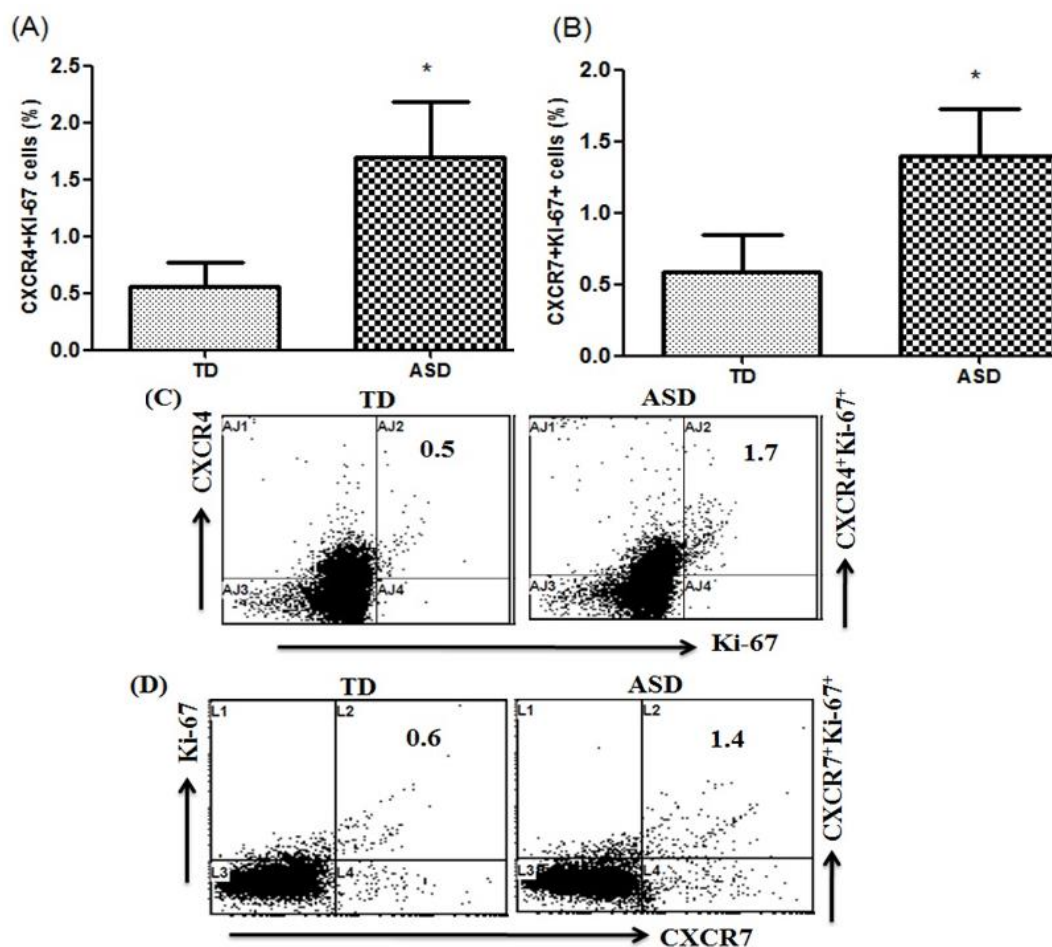 (A)
CXCR4+KI-67 cells (%)
2.5
2.0
1.5
1.0
0.5
0.0
*
TD
ASD
(B)
CXCR7+KI-67+ cells (%)
2.0
1.5
1.0
0.5
0.0
*
TD
ASD
(C)
TD
ASD
CXCR4
AJ1
AJ2
0.5
AJ3
AJ4
AJ1
AJ2
1.7
AJ3
AJ4
CXCR4⁺Ki-67⁺
Ki-67
(D)
TD
ASD
Ki-67
L1
L2
0.6
L3
L4
L1
L2
1.4
L3
L4
CXCR7⁺Ki-67⁺
CXCR7